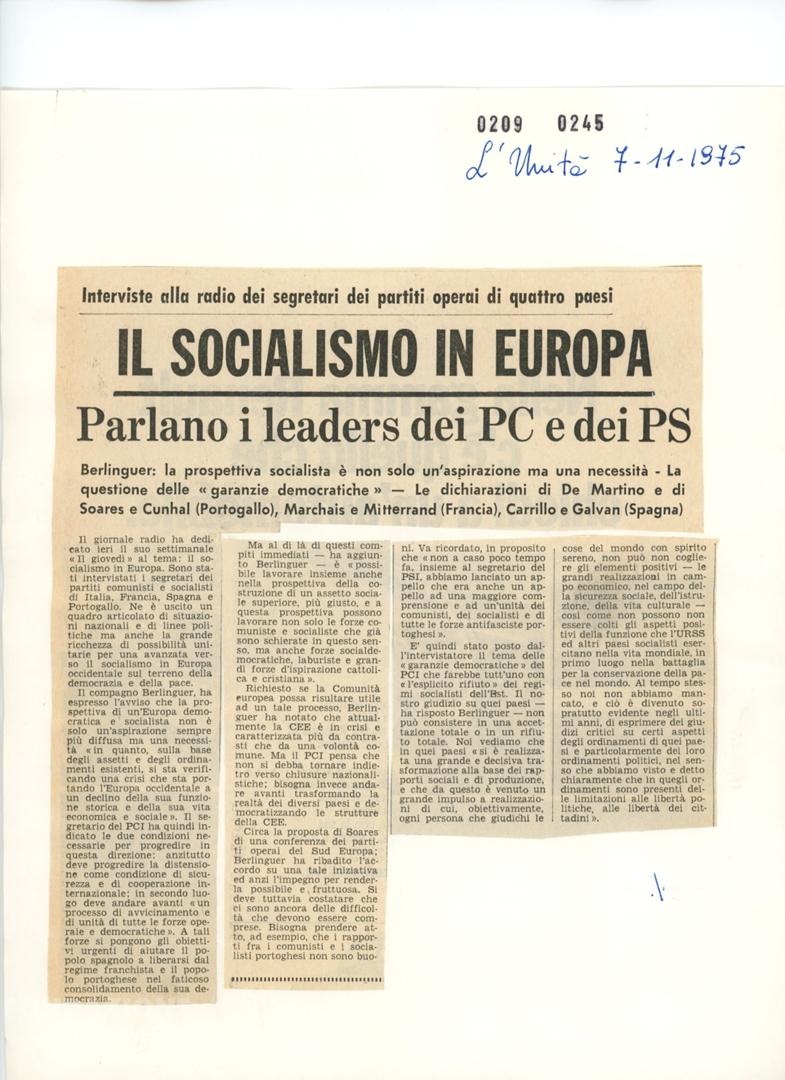 0209 0245
L'Unità 7-11-1975
Interviste alla radio dei segretari dei partiti operai di quattro paesi
IL SOCIALISMO IN EUROPA
Parlano i leaders dei PC e dei PS
Berlinguer: la prospettiva socialista è non solo un'aspirazione ma una necessità - La
questione delle « garanzie democratiche » — Le dichiarazioni di De Martino e di
Soares e Cunhal (Portogallo), Marchais e Mitterrand (Francia), Carrillo e Galvan (Spagna)
Il giornale radio ha dedi-
cato ieri il suo settimanale
« Il giovedì » al tema: il so-
cialismo in Europa. Sono sta-
ti intervistati i segretari dei
partiti comunisti e socialisti
di Italia, Francia, Spagna e
Portogallo. Ne è uscito un
quadro articolato di situazio-
ni nazionali e di linee poli-
tiche ma anche la grande
ricchezza di possibilità uni-
tarie per una avanzata ver-
so il socialismo in Europa
occidentale sul terreno della
democrazia e della pace.
Il compagno Berlinguer, ha
espresso l'avviso che la pro-
spettiva di un'Europa demo-
cratica e socialista non è
solo un'aspirazione sempre
più diffusa ma una necessi-
tà « in quanto, sulla base
degli assetti e degli ordina-
menti esistenti, si sta verifi-
cando una crisi che sta por-
tando l'Europa occidentale a
un declino della sua funzio-
ne storica e della sua vita
economica e sociale ». Il se-
gretario del PCI ha quindi in-
dicato le due condizioni ne-
cessarie per progredire in
questa direzione: anzitutto
deve progredire la distensio-
ne come condizione di sicu-
rezza e di cooperazione in-
ternazionale; in secondo luo-
go deve andare avanti « un
processo di avvicinamento e
di unità di tutte le forze ope-
raie e democratiche ». A tali
forze si pongono gli obietti-
vi urgenti di aiutare il po-
polo spagnolo a liberarsi dal
regime franchista e il popo-
lo portoghese nel faticoso
consolidamento della sua de-
mocrazia.
Ma al di là di questi com-
piti immediati — ha aggiun-
to Berlinguer — è « possi-
bile lavorare insieme anche
nella prospettiva della co-
struzione di un assetto socia-
le superiore, più giusto, e a
questa prospettiva possono
lavorare non solo le forze co-
muniste e socialiste che già
sono schierate in questo sen-
so, ma anche forze socialde-
mocratiche, laburiste e gran-
di forze d'ispirazione cattoli-
ca e cristiana ».
Richiesto se la Comunità
europea possa risultare utile
ad un tale processo, Berlin-
guer ha notato che attual-
mente la CEE è in crisi e
caratterizzata più da contra-
sti che da una volontà co-
mune. Ma il PCI pensa che
non si debba tornare indie-
tro verso chiusure nazionali-
stiche; bisogna invece anda-
re avanti trasformando la
realtà dei diversi paesi e de-
mocratizzando le strutture
della CEE.
Circa la proposta di Soares
di una conferenza dei parti-
ti operai del Sud Europa;
Berlinguer ha ribadito l'ac-
cordo su una tale iniziativa
ed anzi l'impegno per render-
la possibile e fruttuosa. Si
deve tuttavia costatare che
ci sono ancora delle difficol-
tà che devono essere com-
prese. Bisogna prendere at-
to, ad esempio, che i rappor-
ti fra i comunisti e i socia-
listi portoghesi non sono buo-
ni. Va ricordato, in proposito
che « non a caso poco tempo
fa, insieme al segretario del
PSI, abbiamo lanciato un ap-
pello che era anche un ap-
pello ad una maggiore com-
prensione e ad un'unità dei
comunisti, dei socialisti e di
tutte le forze antifasciste por-
toghesi ».
E' quindi stato posto dal-
l'intervistatore il tema delle
« garanzie democratiche » del
PCI che farebbe tutt'uno con
« l'esplicito rifiuto » dei regi-
mi socialisti dell'Est. Il no-
stro giudizio su quei paesi —
ha risposto Berlinguer — non
può consistere in una accet-
tazione totale o in un rifiu-
to totale. Noi vediamo che
in quei paesi « si è realizza-
ta una grande e decisiva tra-
sformazione alla base dei rap-
porti sociali e di produzione,
e che da questo è venuto un
grande impulso a realizzazio-
ni di cui, obiettivamente,
ogni persona che giudichi le
cose del mondo con spirito
sereno, non può non coglie-
re gli elementi positivi — le
grandi realizzazioni in cam-
po economico, nel campo del-
la sicurezza sociale, dell'istru-
zione, della vita culturale —
così come non possono non
essere colti gli aspetti posi-
tivi della funzione che l'URSS
ed altri paesi socialisti eser-
citano nella vita mondiale, in
primo luogo nella battaglia
per la conservazione della pa-
ce nel mondo. Al tempo stes-
so noi non abbiamo man-
cato, e ciò è divenuto so-
pratutto evidente negli ulti-
mi anni, di esprimere dei giu-
dizi critici su certi aspetti
degli ordinamenti di quei pae-
si e particolarmente dei loro
ordinamenti politici, nel sen-
so che abbiamo visto e detto
chiaramente che in quegli or-
dinamenti sono presenti del-
le limitazioni alle libertà po-
litiche, alle libertà dei cit-
tadini ».